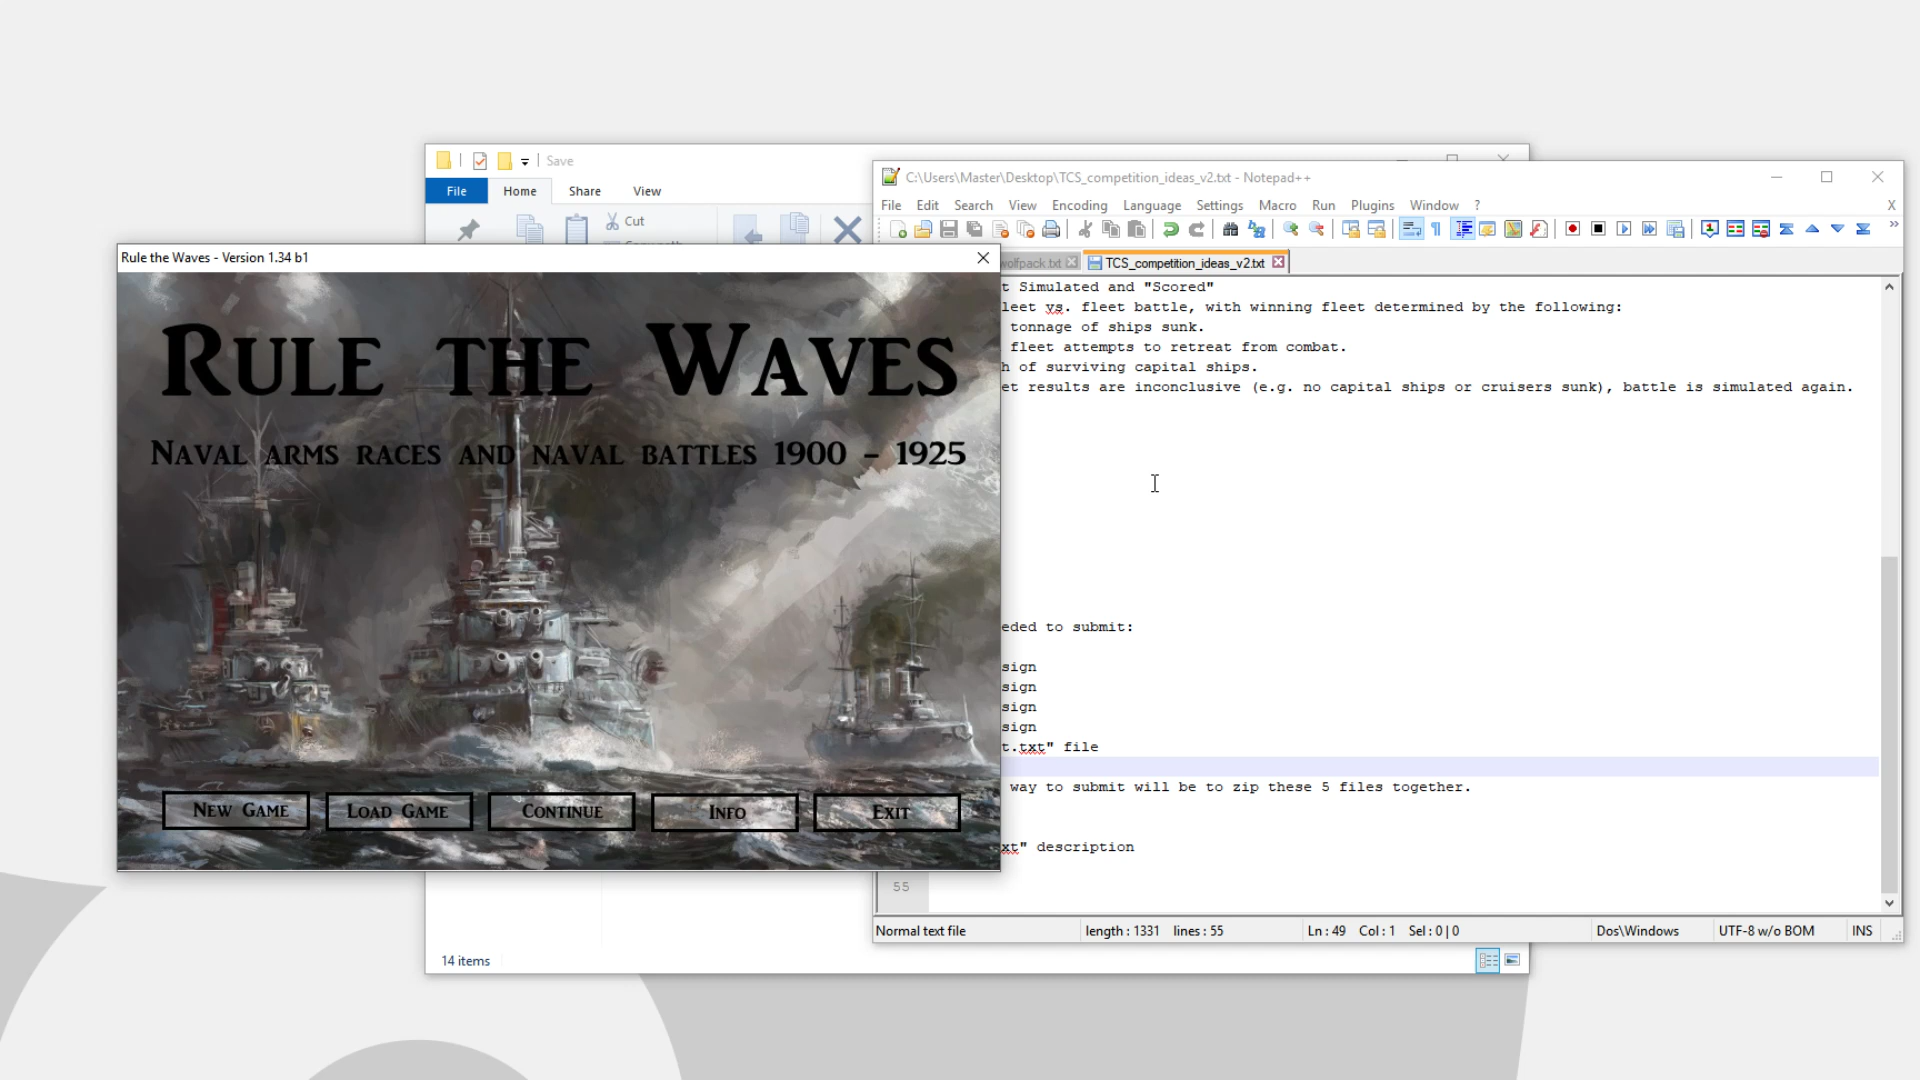 Save
File Home Share View
Cut
14 items
Rule the Waves - Version 1.34 b1
RULE THE WAVES
NAVAL ARMS RACES AND NAVAL BATTLES 1900 - 1925
NEW GAME
LOAD GAME
CONTINUE
INFO
EXIT
C:\Users\Master\Desktop\TCS_competition_ideas_v2.txt - Notepad++
File Edit Search View Encoding Language Settings Macro Run Plugins Window ? X
olfpack.txt TCS_competition_ideas_v2.txt
t Simulated and "Scored"
leet vs. fleet battle, with winning fleet determined by the following:
tonnage of ships sunk.
fleet attempts to retreat from combat.
h of surviving capital ships.
et results are inconclusive (e.g. no capital ships or cruisers sunk), battle is simulated again.
eded to submit:
sign
sign
sign
sign
t.txt" file
way to submit will be to zip these 5 files together.
xt" description
55
Normal text file length : 1331 lines : 55 Ln : 49 Col : 1 Sel : 0 | 0 Dos\Windows UTF-8 w/o BOM INS